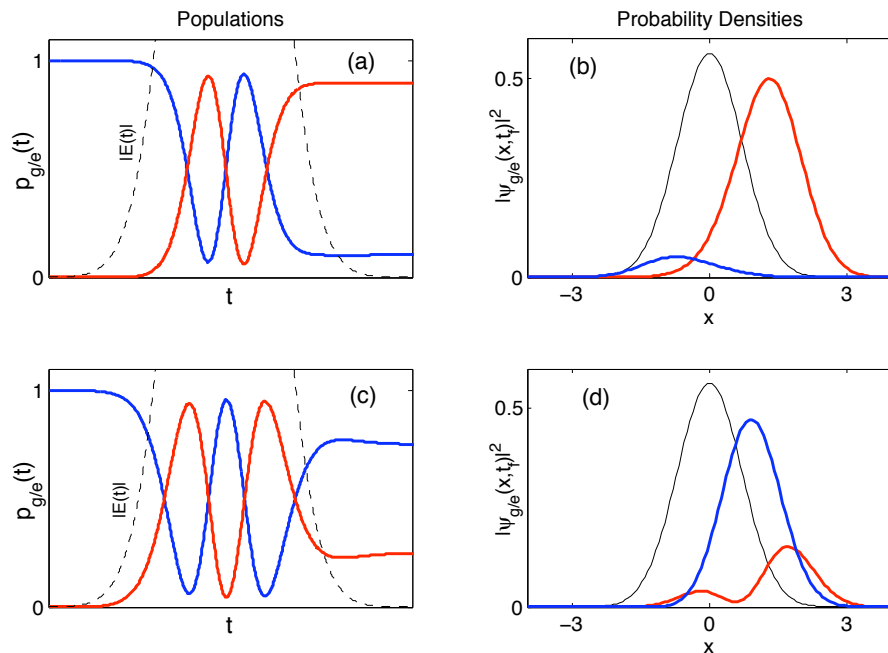 Populations
Probability Densities
(a)
1
|E(t)|
p_{g/e}(t)
0
t
(b)
0.5
|ψ_{g/e}(x,t_f)|^2
0
−3
0
3
x
(c)
1
|E(t)|
p_{g/e}(t)
0
t
(d)
0.5
|ψ_{g/e}(x,t_f)|^2
0
−3
0
3
x